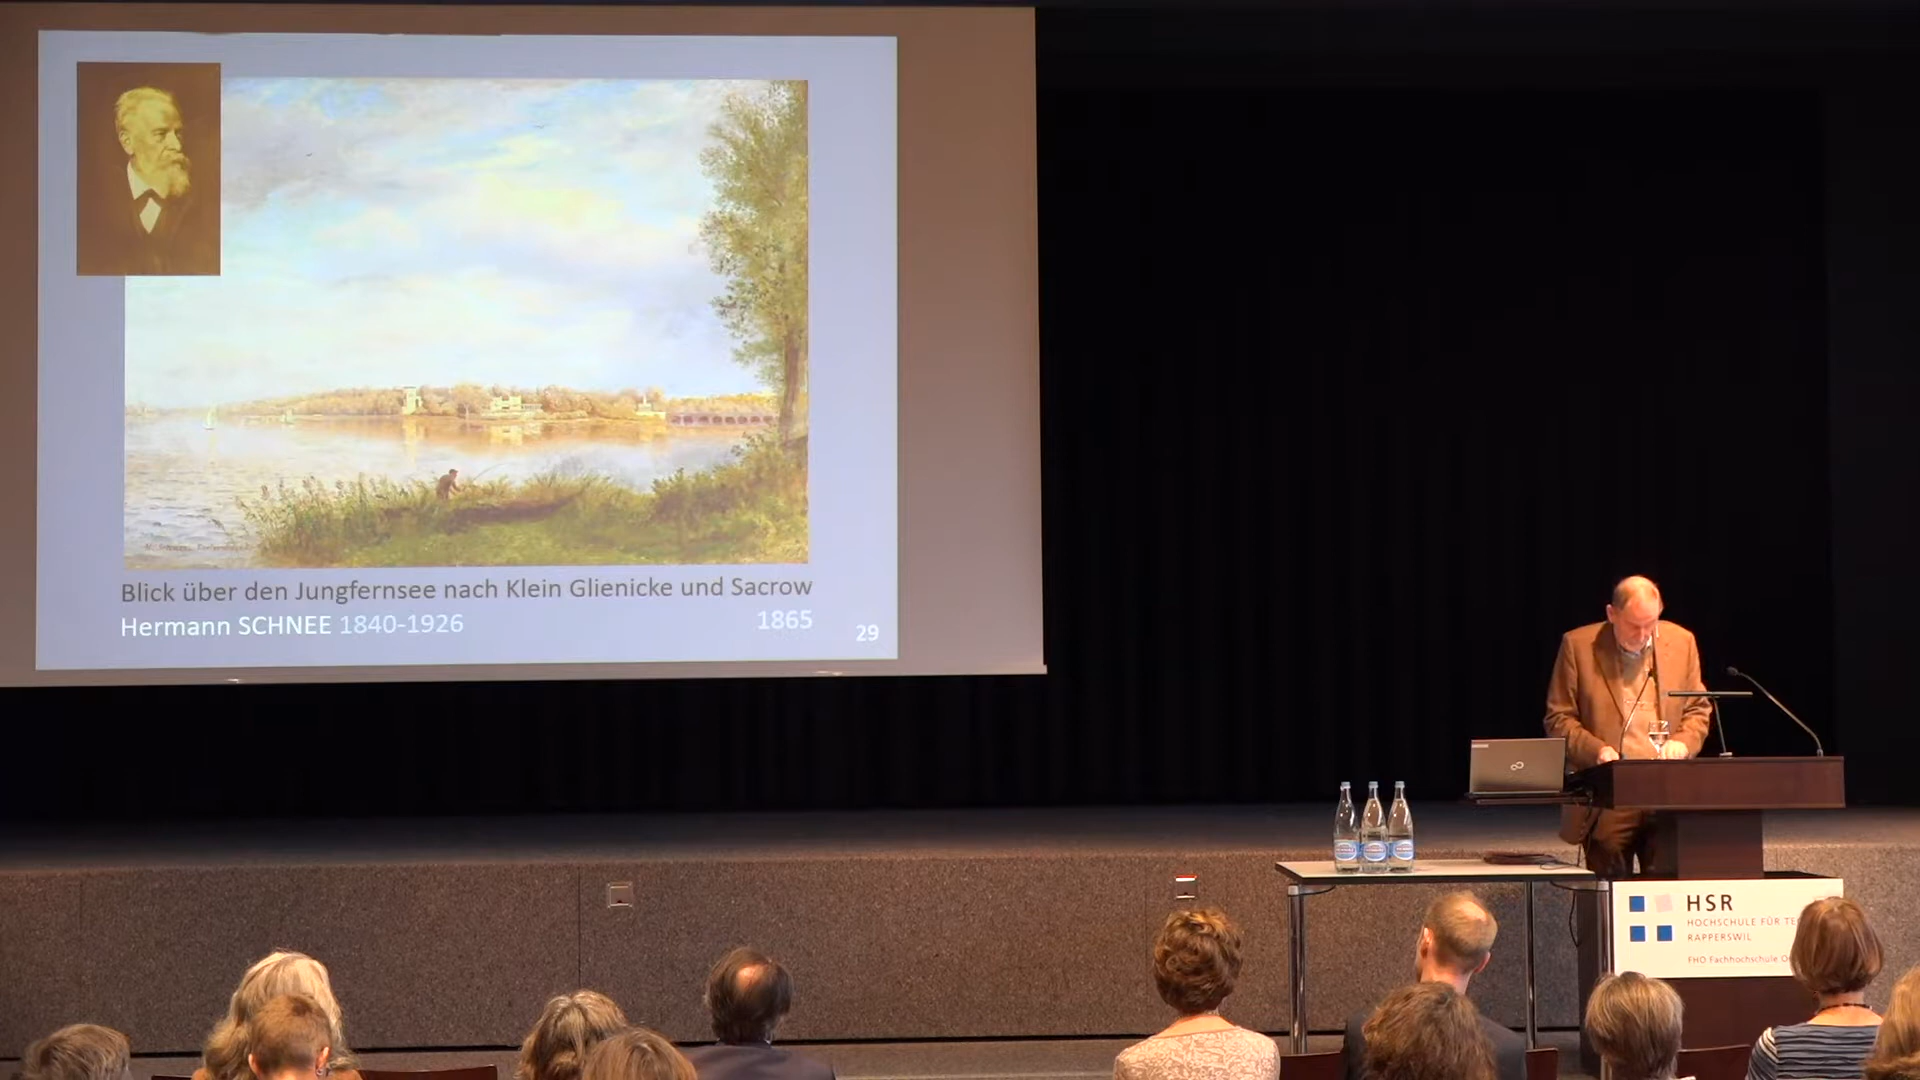 Blick über den Jungfernsee nach Klein Glienicke und Sacrow
Hermann SCHNEE 1840-1926
1865
29
HSR
HOCHSCHULE FÜR
RAPPERSWIL
FHO Fachhochschule